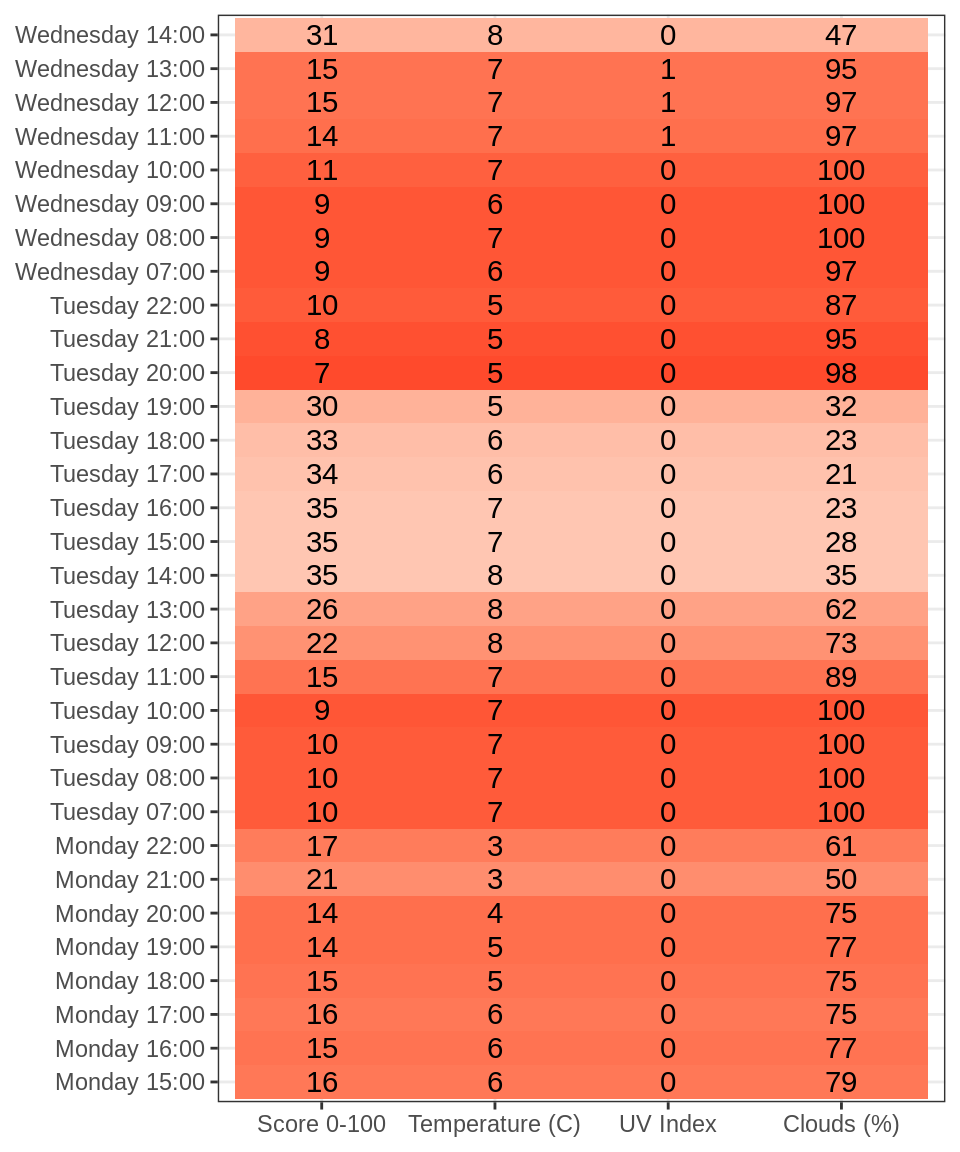 Wednesday 14:00 31 8 0 47
Wednesday 13:00 15 7 1 95
Wednesday 12:00 15 7 1 97
Wednesday 11:00 14 7 1 97
Wednesday 10:00 11 7 0 100
Wednesday 09:00 9 6 0 100
Wednesday 08:00 9 7 0 100
Wednesday 07:00 9 6 0 97
Tuesday 22:00 10 5 0 87
Tuesday 21:00 8 5 0 95
Tuesday 20:00 7 5 0 98
Tuesday 19:00 30 5 0 32
Tuesday 18:00 33 6 0 23
Tuesday 17:00 34 6 0 21
Tuesday 16:00 35 7 0 23
Tuesday 15:00 35 7 0 28
Tuesday 14:00 35 8 0 35
Tuesday 13:00 26 8 0 62
Tuesday 12:00 22 8 0 73
Tuesday 11:00 15 7 0 89
Tuesday 10:00 9 7 0 100
Tuesday 09:00 10 7 0 100
Tuesday 08:00 10 7 0 100
Tuesday 07:00 10 7 0 100
Monday 22:00 17 3 0 61
Monday 21:00 21 3 0 50
Monday 20:00 14 4 0 75
Monday 19:00 14 5 0 77
Monday 18:00 15 5 0 75
Monday 17:00 16 6 0 75
Monday 16:00 15 6 0 77
Monday 15:00 16 6 0 79
Score 0-100 Temperature (C) UV Index Clouds (%)